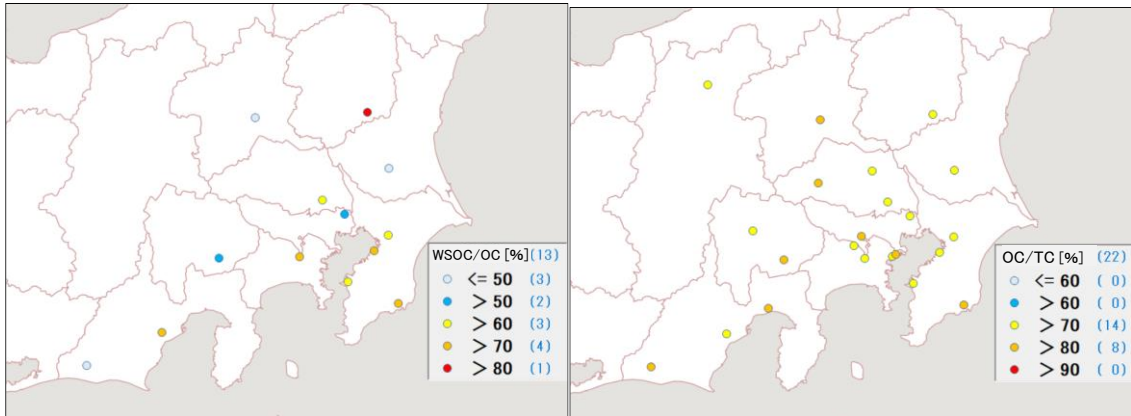 WSOC/OC [%] (13)
<= 50 (3)
> 50 (2)
> 60 (3)
> 70 (4)
> 80 (1)
OC/TC [%] (22)
<= 60 ( 0)
> 60 ( 0)
> 70 (14)
> 80 ( 8)
> 90 ( 0)